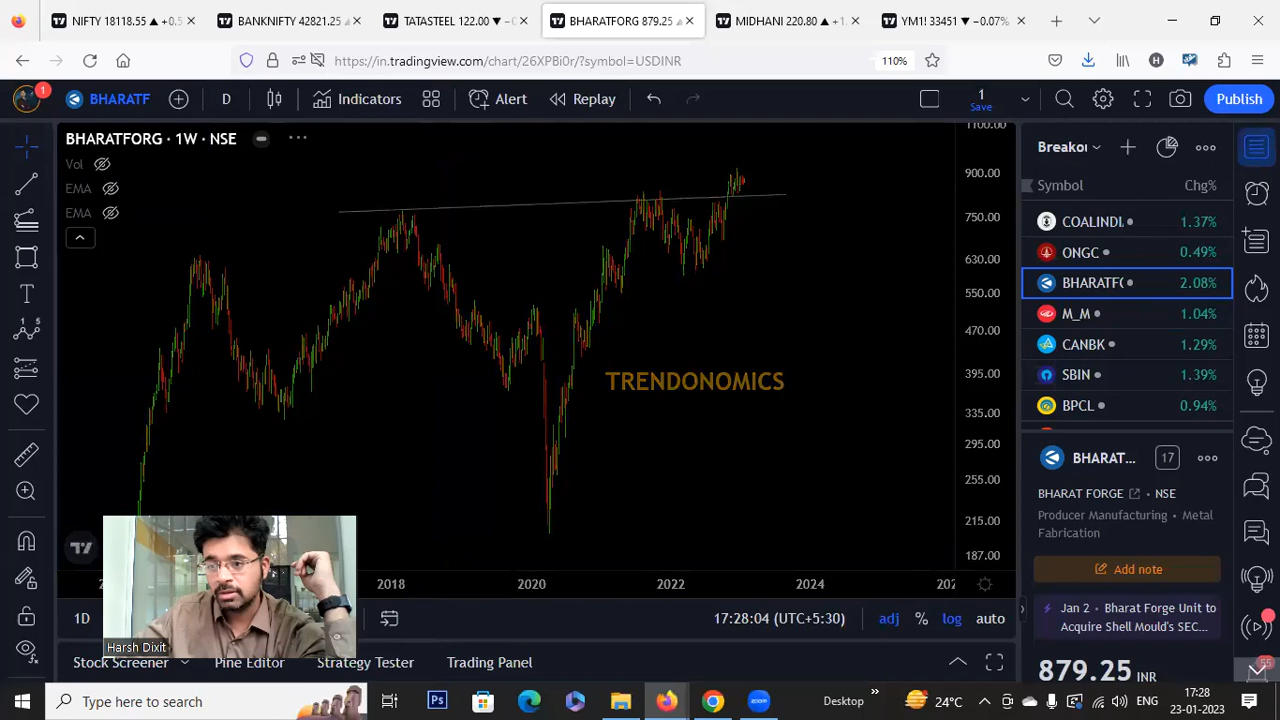 NIFTY 18118.55 ▲ +0.5
BANKNIFTY 42821.25
TATASTEEL 122.00 ▼ −0
BHARATFORG 879.25
MIDHANI 220.80 ▲ +1.
YM1! 33451 ▼ −0.07%
https://in.tradingview.com/chart/26XPBi0r/?symbol=USDINR
110%
H
1
BHARATF
D
Indicators
Alert
Replay
1
Save
Publish
BHARATFORG · 1W · NSE
Vol
EMA
EMA
1100.00
900.00
750.00
630.00
550.00
470.00
395.00
335.00
295.00
255.00
215.00
187.00
TRENDONOMICS
2018
2020
2022
2024
202
1D
17:28:04 (UTC+5:30)
adj
%
log
auto
Stock Screener
Pine Editor
Strategy Tester
Trading Panel
Harsh Dixit
Breakou
Symbol
Chg%
COALINDI.
1.37%
ONGC
0.49%
BHARATFC
2.08%
M_M
1.04%
CANBK
1.29%
SBIN
1.39%
BPCL
0.94%
BHARAT...
17
BHARAT FORGE
NSE
Producer Manufacturing • Metal
Fabrication
Add note
Jan 2 • Bharat Forge Unit to
Acquire Shell Mould's SEC...
879.25 INR
55
Type here to search
Ps
Desktop
24°C
ENG
17:28
23-01-2023